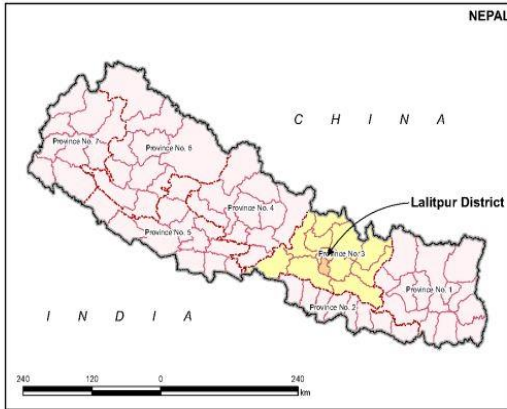 NEPAL
C H I N A
Province No. 7
Province No. 6
Province No. 4
Lalitpur District
Province No. 5
Province No. 3
Province No. 1
Province No. 2
I N D I A
240 120 0 240
km